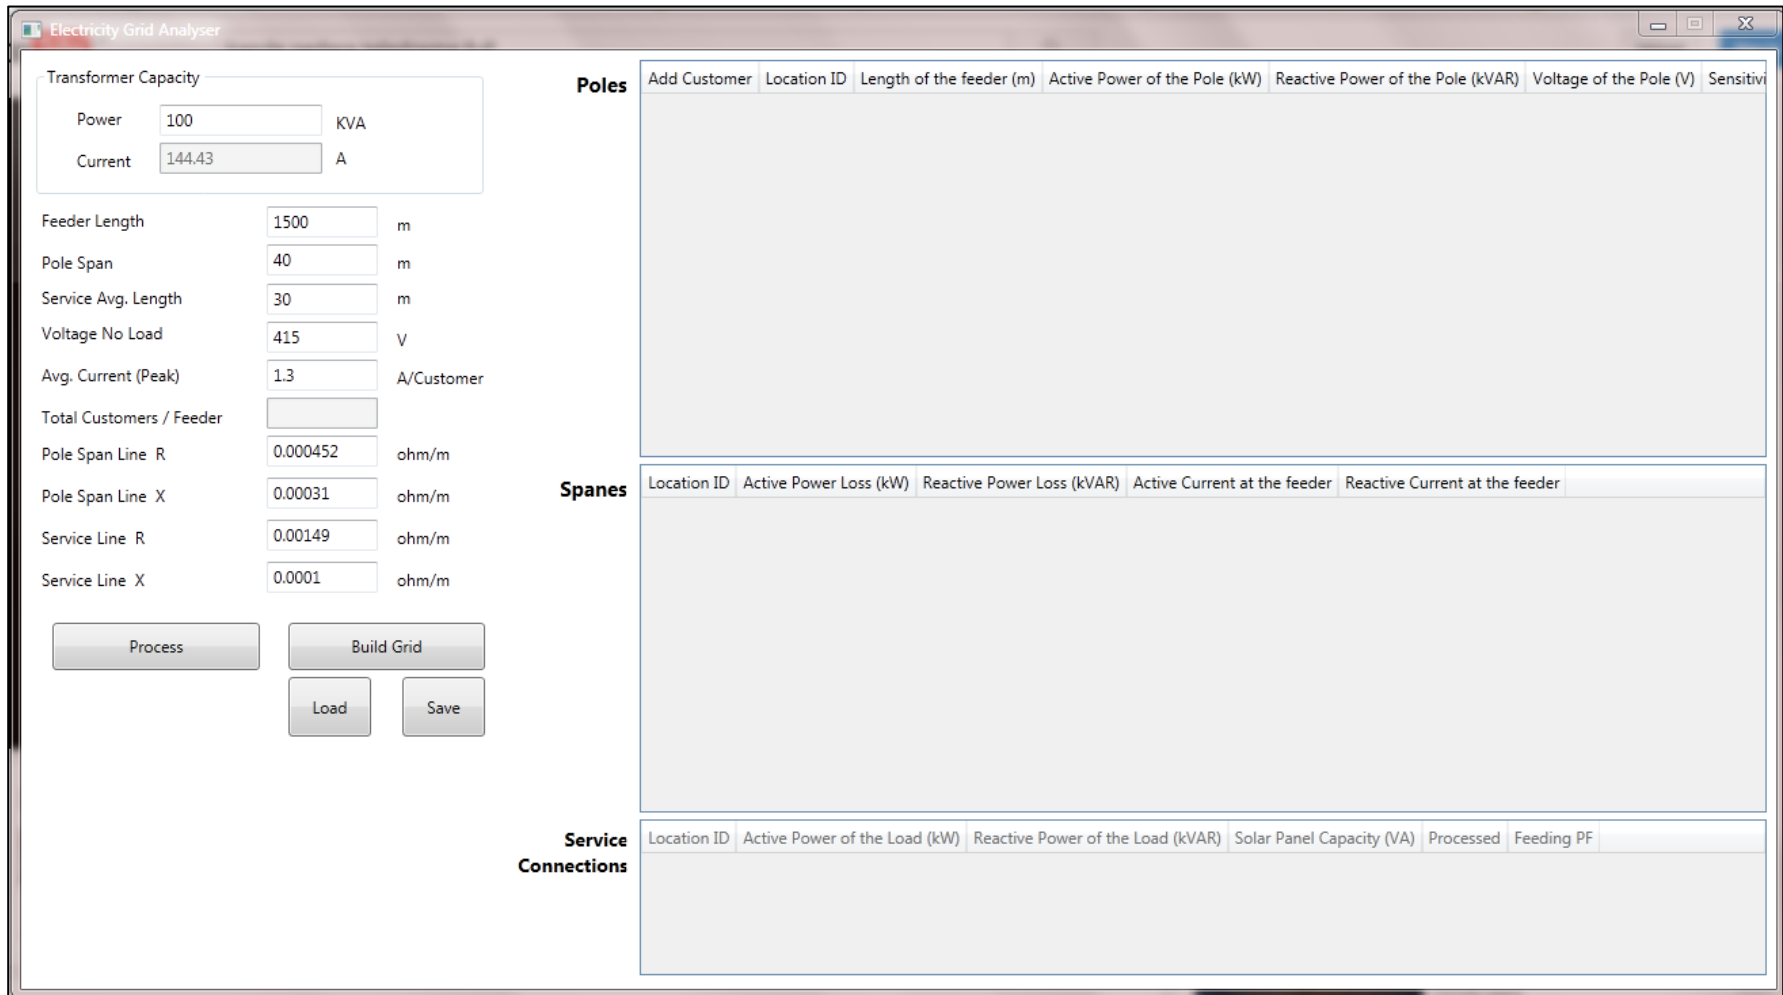 Electricity Grid Analyser
Transformer Capacity
Power 100 KVA
Current 144.43 A
Feeder Length 1500 m
Pole Span 40 m
Service Avg. Length 30 m
Voltage No Load 415 V
Avg. Current (Peak) 1.3 A/Customer
Total Customers / Feeder
Pole Span Line R 0.000452 ohm/m
Pole Span Line X 0.00031 ohm/m
Service Line R 0.00149 ohm/m
Service Line X 0.0001 ohm/m
Process Build Grid
Load Save
Poles
Add Customer Location ID Length of the feeder (m) Active Power of the Pole (kW) Reactive Power of the Pole (kVAR) Voltage of the Pole (V) Sensitivi
Spanes
Location ID Active Power Loss (kW) Reactive Power Loss (kVAR) Active Current at the feeder Reactive Current at the feeder
Service
Connections
Location ID Active Power of the Load (kW) Reactive Power of the Load (kVAR) Solar Panel Capacity (VA) Processed Feeding PF